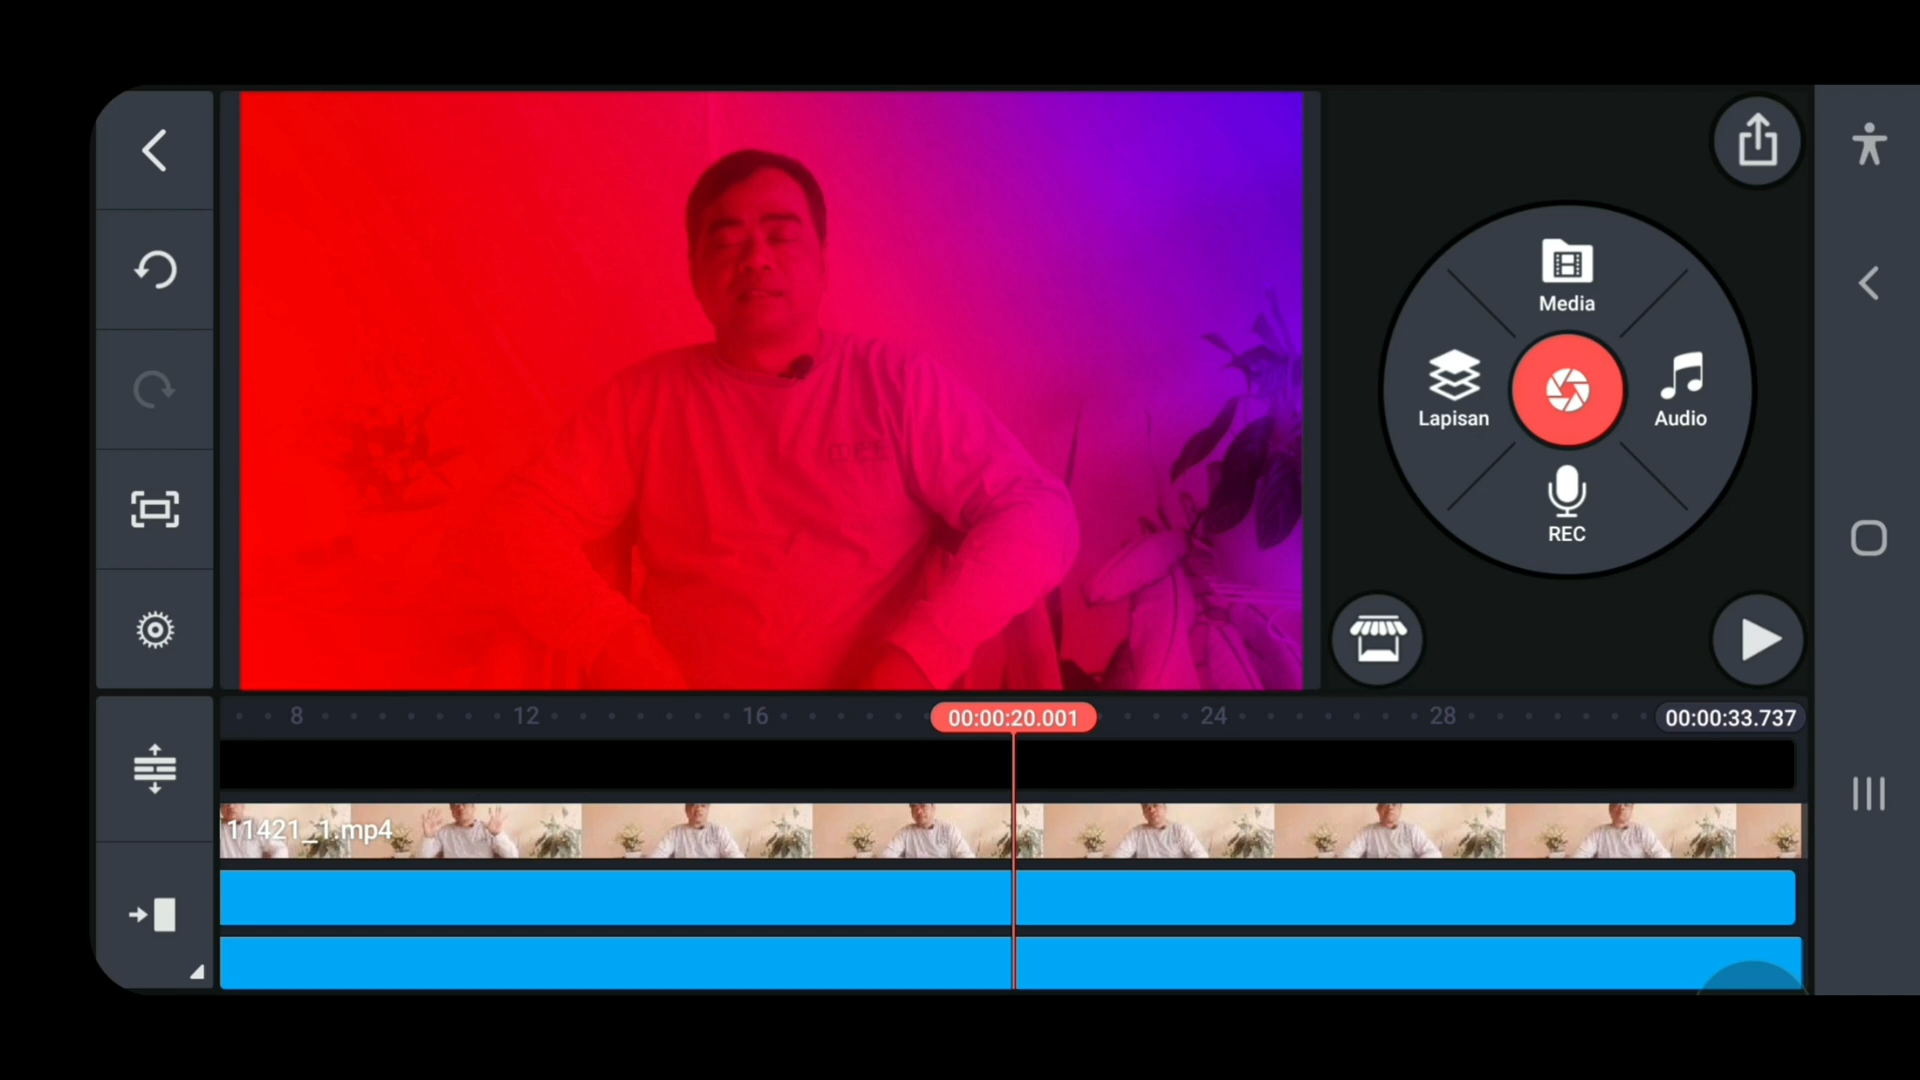 Media
Lapisan
Audio
REC
8
12
16
00:00:20.001
24
28
00:00:33.737
11421_1.mp4